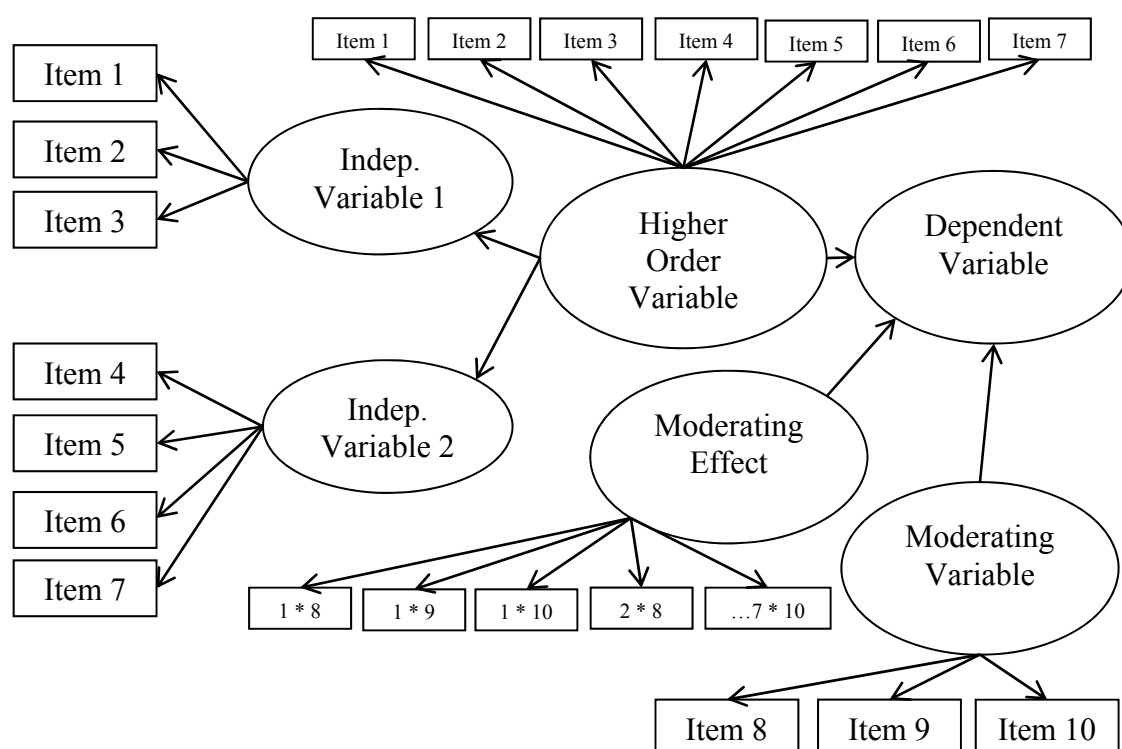 Item 1
Item 2
Item 3
Item 4
Item 5
Item 6
Item 7
Item 1
Item 2
Item 3
Indep.
Variable 1
Higher
Order
Variable
Dependent
Variable
Item 4
Item 5
Item 6
Item 7
Indep.
Variable 2
Moderating
Effect
Moderating
Variable
1 * 8
1 * 9
1 * 10
2 * 8
…7 * 10
Item 8
Item 9
Item 10